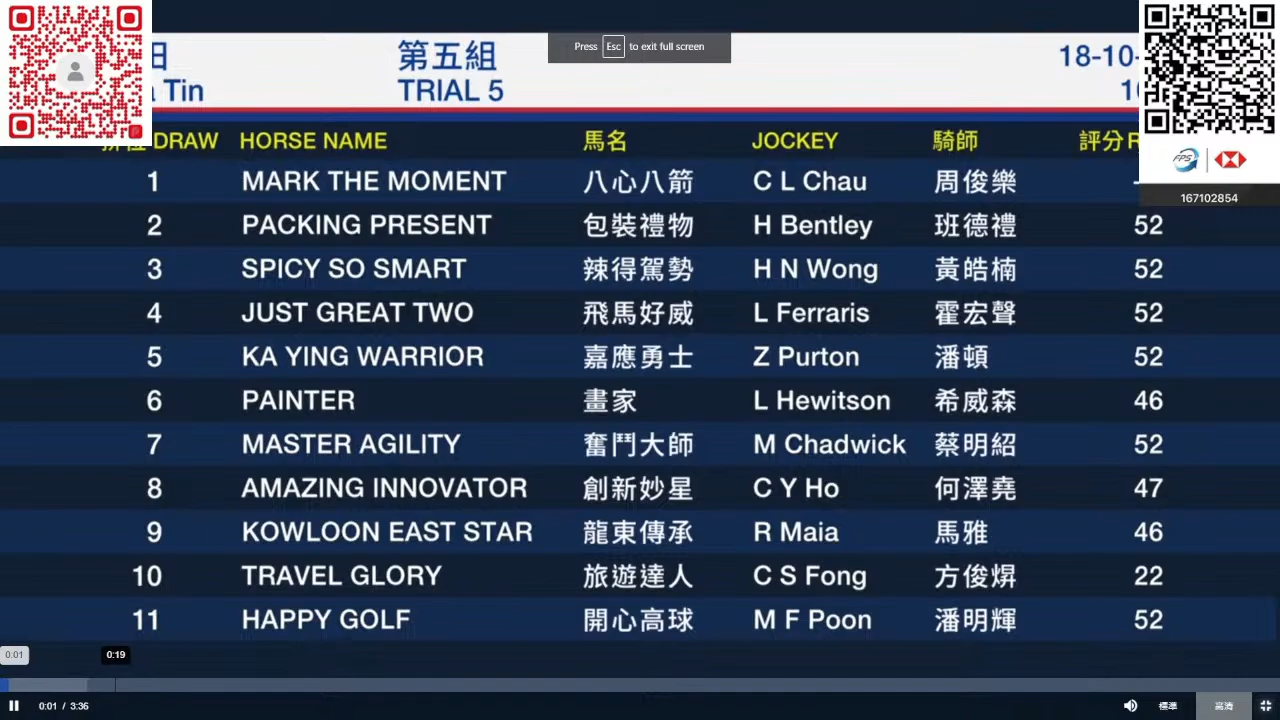 Press Esc to exit full screen
田 第五組 18-10-
Tin TRIAL 5 1
排位 DRAW HORSE NAME 馬名 JOCKEY 騎師 評分R
FPS
167102854
1 MARK THE MOMENT 八心八箭 C L Chau 周俊樂 -
2 PACKING PRESENT 包裝禮物 H Bentley 班德禮 52
3 SPICY SO SMART 辣得駕勢 H N Wong 黃皓楠 52
4 JUST GREAT TWO 飛馬好威 L Ferraris 霍宏聲 52
5 KA YING WARRIOR 嘉應勇士 Z Purton 潘頓 52
6 PAINTER 畫家 L Hewitson 希威森 46
7 MASTER AGILITY 奮鬥大師 M Chadwick 蔡明紹 52
8 AMAZING INNOVATOR 創新妙星 C Y Ho 何澤堯 47
9 KOWLOON EAST STAR 龍東傳承 R Maia 馬雅 46
10 TRAVEL GLORY 旅遊達人 C S Fong 方俊焺 22
11 HAPPY GOLF 開心高球 M F Poon 潘明輝 52
0:01 0:19
0:01 / 3:36 標準 高清